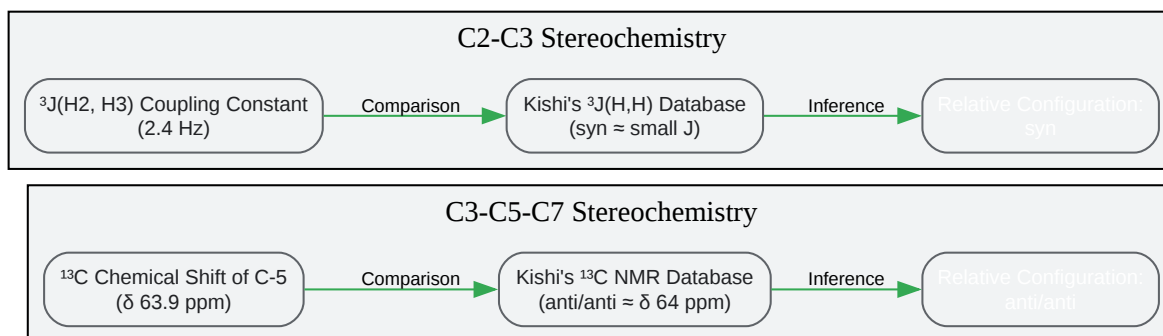 C2-C3 Stereochemistry
³J(H2, H3) Coupling Constant
(2.4 Hz)
Comparison
Kishi's ³J(H,H) Database
(syn ≈ small J)
Inference
Relative Configuration:
syn
C3-C5-C7 Stereochemistry
¹³C Chemical Shift of C-5
(δ 63.9 ppm)
Comparison
Kishi's ¹³C NMR Database
(anti/anti ≈ δ 64 ppm)
Inference
Relative Configuration:
anti/anti